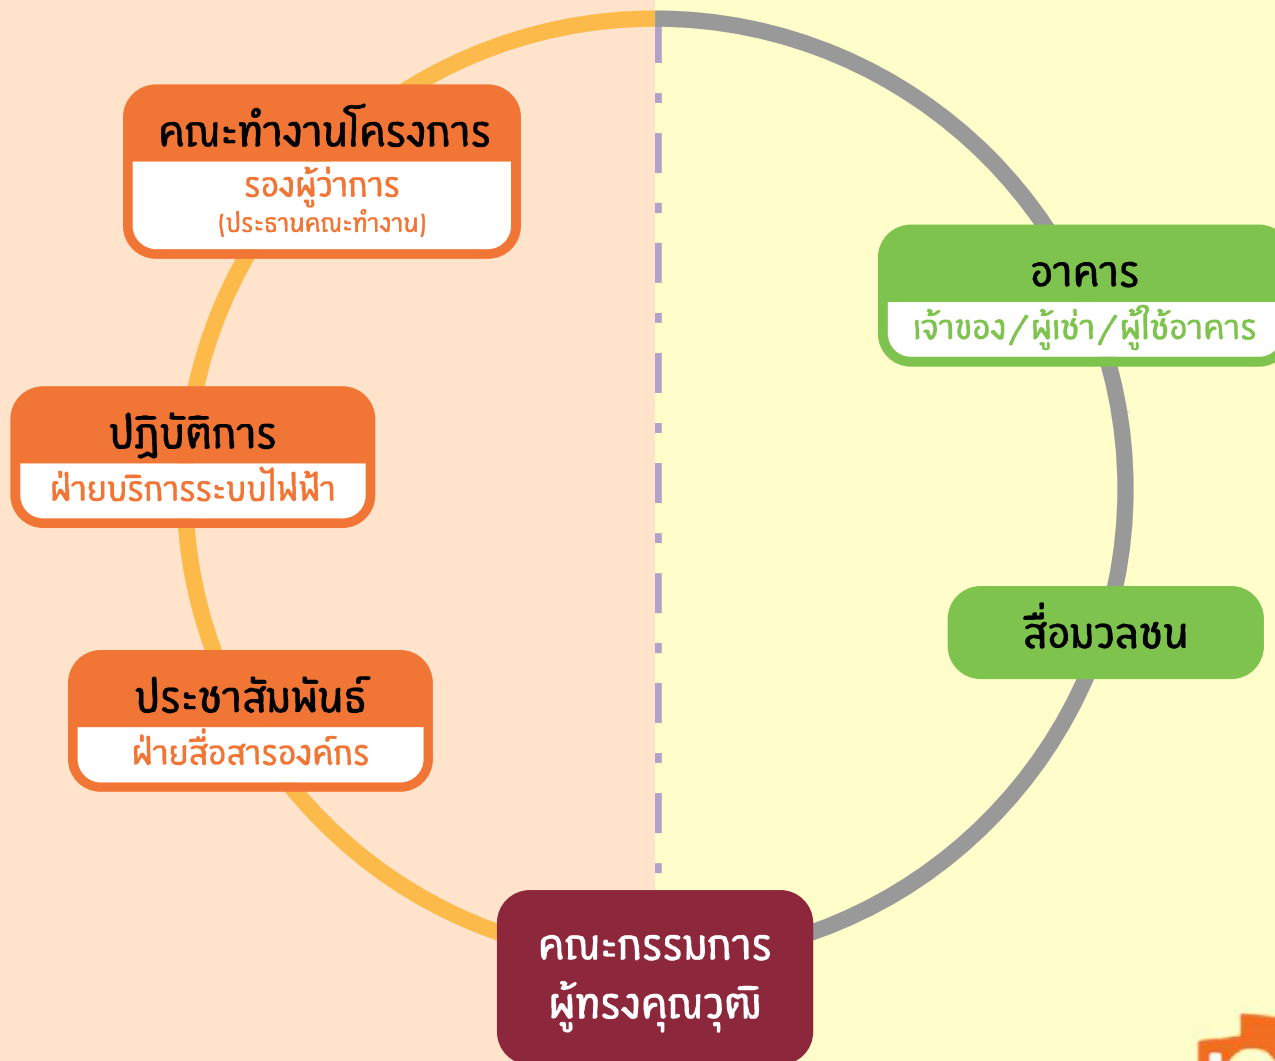 คณะทำงานโครงการ
รองผู้ว่าการ
(ประธานคณะทำงาน)
อาคาร
เจ้าของ/ผู้เช่า/ผู้ใช้อาคาร
ปฏิบัติการ
ฝ่ายบริการระบบไฟฟ้า
สื่อมวลชน
ประชาสัมพันธ์
ฝ่ายสื่อสารองค์กร
คณะกรรมการ
ผู้ทรงคุณวุฒิ